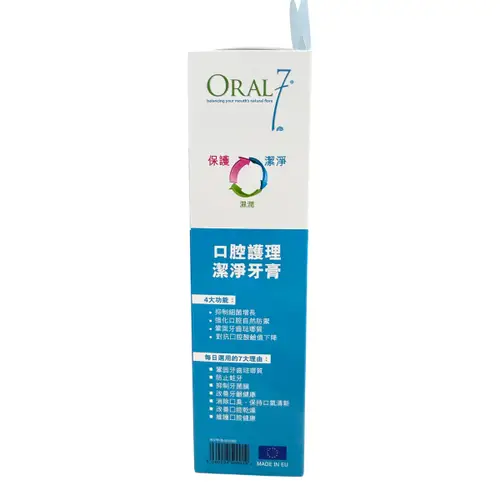 ORAL7®
balancing your mouth's natural flora
保護
潔淨
滋潤
口腔護理
潔淨牙膏
4大功能：
• 抑制細菌增長
• 強化口腔自然防禦
• 鞏固牙齒琺瑯質
• 對抗口腔酸鹼值下降
每日選用的7大理由：
• 鞏固牙齒琺瑯質
• 防止蛀牙
• 抑制牙菌膜
• 改善牙齦健康
• 消除口臭，保持口氣清新
• 改善口腔乾燥
• 維護口腔健康
MADE IN EU